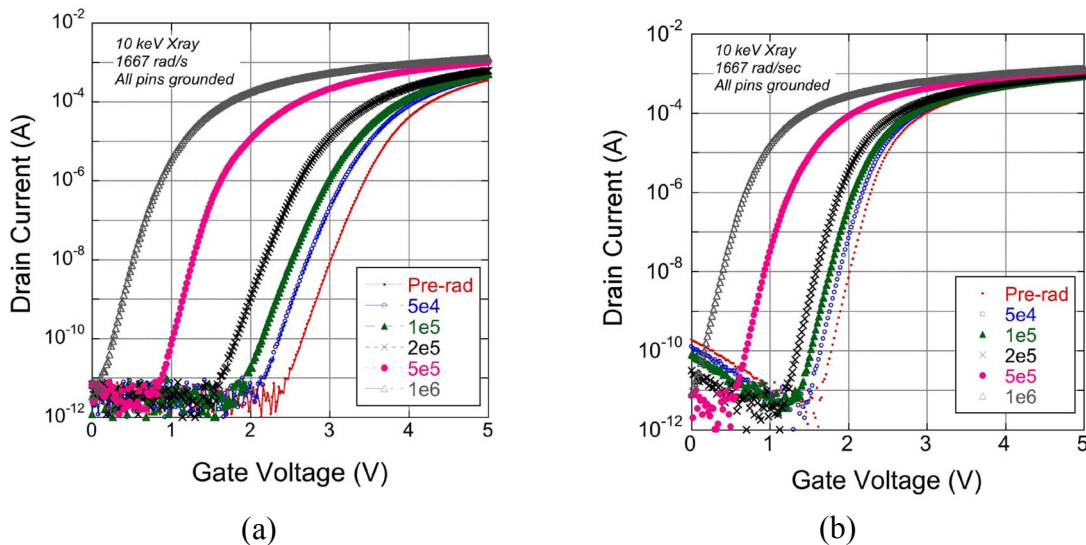 10⁻²
10⁻⁴
10⁻⁶
10⁻⁸
10⁻¹⁰
10⁻¹²
Drain Current (A)
10 keV Xray
1667 rad/s
All pins grounded
Pre-rad
5e4
1e5
2e5
5e5
1e6
0 1 2 3 4 5
Gate Voltage (V)
(a)
10⁻²
10⁻⁴
10⁻⁶
10⁻⁸
10⁻¹⁰
10⁻¹²
Drain Current (A)
10 keV Xray
1667 rad/sec
All pins grounded
Pre-rad
5e4
1e5
2e5
5e5
1e6
0 1 2 3 4 5
Gate Voltage (V)
(b)